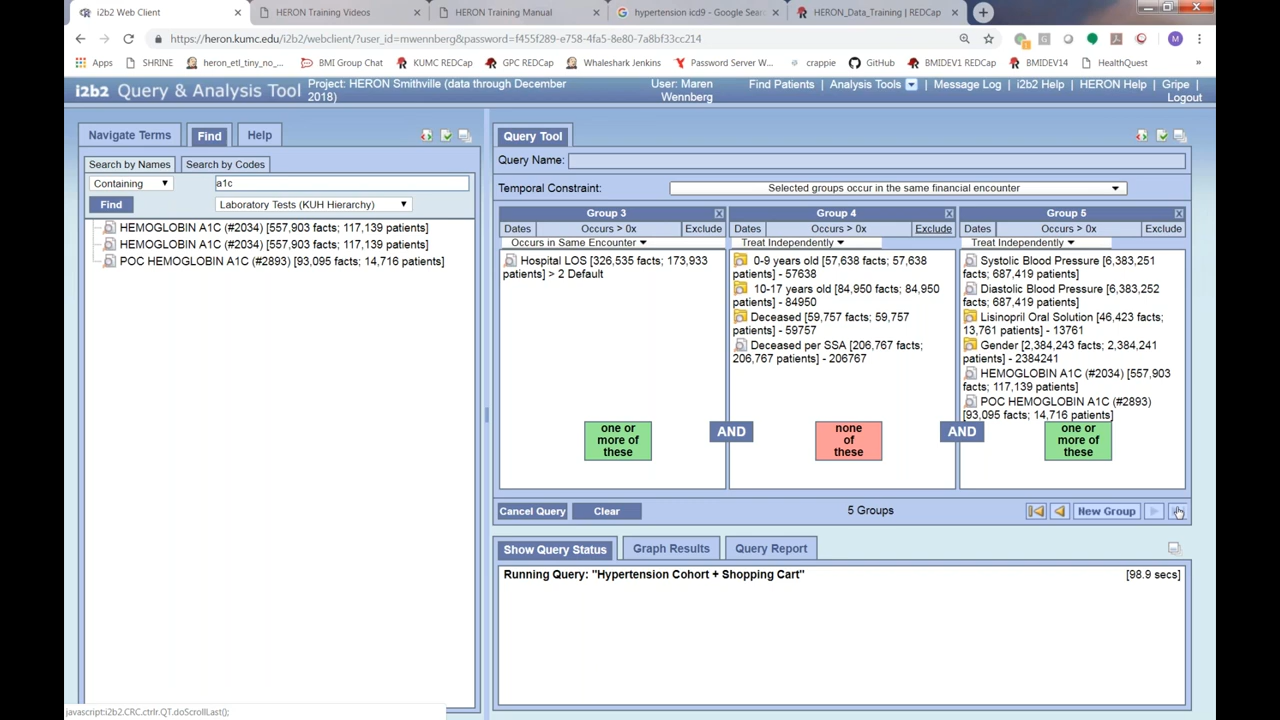 i2b2 Web Client
HERON Training Videos
HERON Training Manual
hypertension icd9 - Google Sear
HERON_Data_Training | REDCap
https://heron.kumc.edu/i2b2/webclient/?user_id=mwennberg&password=f455f289-e758-4fa5-8e80-7a8bf33cc214
M
Apps
SHRINE
heron_etl_tiny_no_...
BMI Group Chat
KUMC REDCap
GPC REDCap
Whaleshark Jenkins
Password Server W...
crappie
GitHub
BMIDEV1 REDCap
BMIDEV14
HealthQuest
»
i2b2 Query & Analysis Tool
Project: HERON Smithville (data through December
2018)
User: Maren
Wennberg
Find Patients | Analysis Tools | Message Log | i2b2 Help | HERON Help | Gripe |
Logout
Navigate Terms
Find
Help
Search by Names
Search by Codes
Containing
a1c
Find
Laboratory Tests (KUH Hierarchy)
HEMOGLOBIN A1C (#2034) [557,903 facts; 117,139 patients]
HEMOGLOBIN A1C (#2034) [557,903 facts; 117,139 patients]
POC HEMOGLOBIN A1C (#2893) [93,095 facts; 14,716 patients]
Query Tool
Query Name:
Temporal Constraint:
Selected groups occur in the same financial encounter
Group 3
Dates
Occurs > 0x
Exclude
Occurs in Same Encounter
Hospital LOS [326,535 facts; 173,933
patients] > 2 Default
one or
more of
these
AND
Group 4
Dates
Occurs > 0x
Exclude
Treat Independently
0-9 years old [57,638 facts; 57,638
patients] - 57638
10-17 years old [84,950 facts; 84,950
patients] - 84950
Deceased [59,757 facts; 59,757
patients] - 59757
Deceased per SSA [206,767 facts;
206,767 patients] - 206767
none
of
these
AND
Group 5
Dates
Occurs > 0x
Exclude
Treat Independently
Systolic Blood Pressure [6,383,251
facts; 687,419 patients]
Diastolic Blood Pressure [6,383,252
facts; 687,419 patients]
Lisinopril Oral Solution [46,423 facts;
13,761 patients] - 13761
Gender [2,384,243 facts; 2,384,241
patients] - 2384241
HEMOGLOBIN A1C (#2034) [557,903
facts; 117,139 patients]
POC HEMOGLOBIN A1C (#2893)
[93,095 facts; 14,716 patients]
one or
more of
these
Cancel Query
Clear
5 Groups
New Group
Show Query Status
Graph Results
Query Report
Running Query: "Hypertension Cohort + Shopping Cart"
[98.9 secs]
javascript:i2b2.CRC.ctrlr.QT.doScrollLast();